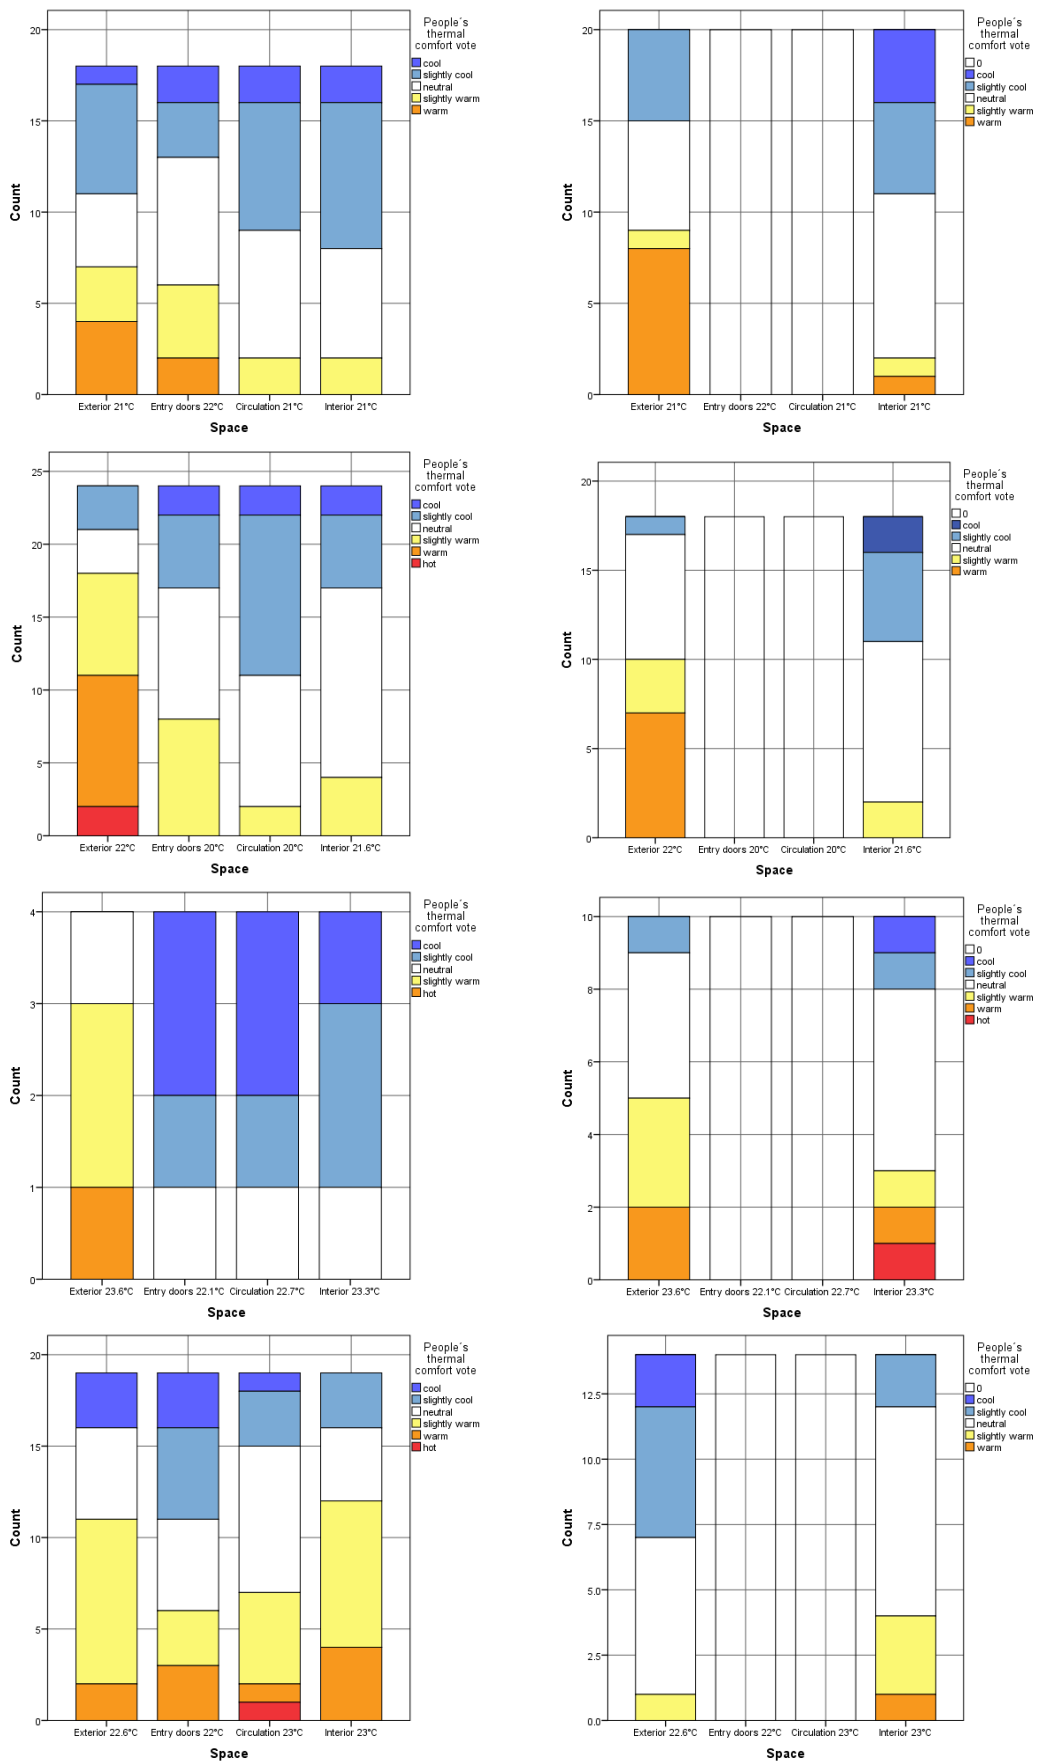 People´s
thermal
comfort vote
cool
slightly cool
neutral
slightly warm
warm
20
15
10
5
0
Count
Exterior 21°C Entry doors 22°C Circulation 21°C Interior 21°C
Space
People´s
thermal
comfort vote
0
cool
slightly cool
neutral
slightly warm
warm
20
15
10
5
0
Count
Exterior 21°C Entry doors 22°C Circulation 21°C Interior 21°C
Space
People´s
thermal
comfort vote
cool
slightly cool
neutral
slightly warm
warm
hot
25
20
15
10
5
0
Count
Exterior 22°C Entry doors 20°C Circulation 20°C Interior 21.6°C
Space
People´s
thermal
comfort vote
0
cool
slightly cool
neutral
slightly warm
warm
20
15
10
5
0
Count
Exterior 22°C Entry doors 20°C Circulation 20°C Interior 21.6°C
Space
People´s
thermal
comfort vote
cool
slightly cool
neutral
slightly warm
hot
4
3
2
1
0
Count
Exterior 23.6°C Entry doors 22.1°C Circulation 22.7°C Interior 23.3°C
Space
People´s
thermal
comfort vote
0
cool
slightly cool
neutral
slightly warm
warm
hot
10
8
6
4
2
0
Count
Exterior 23.6°C Entry doors 22.1°C Circulation 22.7°C Interior 23.3°C
Space
People´s
thermal
comfort vote
cool
slightly cool
neutral
slightly warm
warm
hot
20
15
10
5
0
Count
Exterior 22.6°C Entry doors 22°C Circulation 23°C Interior 23°C
Space
People´s
thermal
comfort vote
0
cool
slightly cool
neutral
slightly warm
warm
12.5
10.0
7.5
5.0
2.5
0.0
Count
Exterior 22.6°C Entry doors 22°C Circulation 23°C Interior 23°C
Space